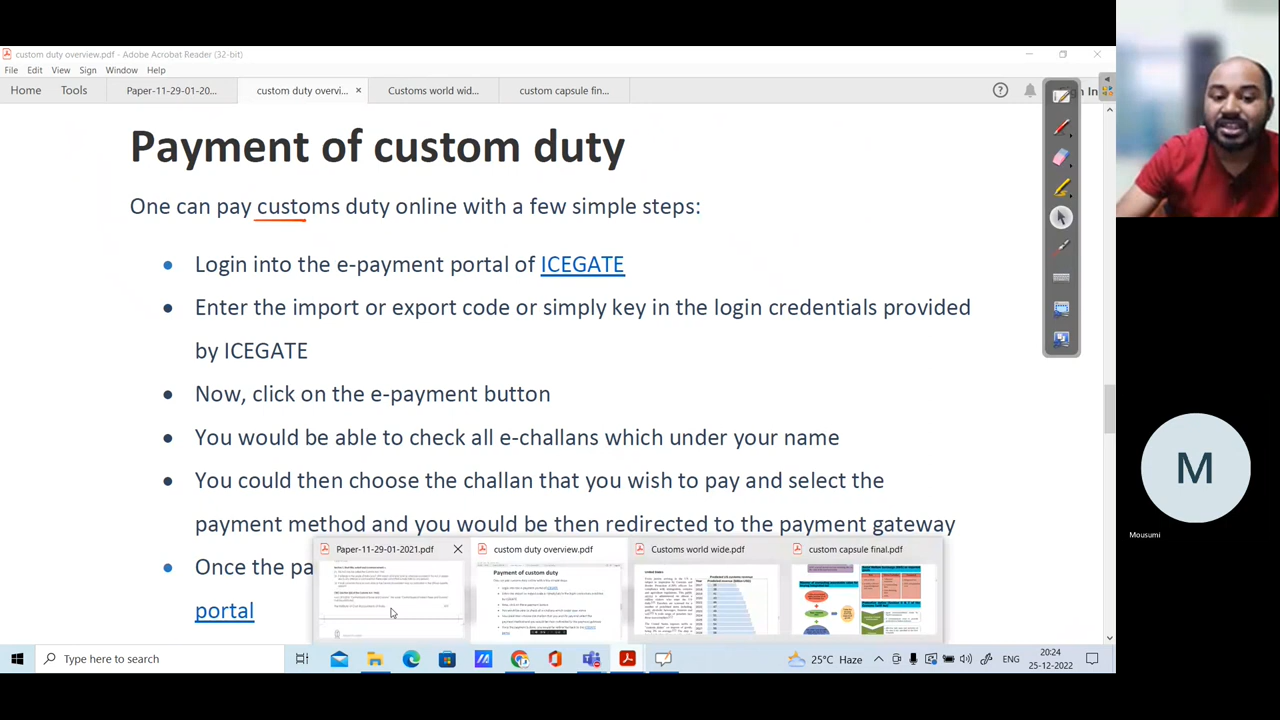 custom duty overview.pdf - Adobe Acrobat Reader (32-bit)
File Edit View Sign Window Help
Home Tools Paper-11-29-01-20... custom duty overvi... × Customs world wid... custom capsule fin... In
Payment of custom duty
One can pay customs duty online with a few simple steps:
Login into the e-payment portal of ICEGATE
Enter the import or export code or simply key in the login credentials provided
by ICEGATE
Now, click on the e-payment button
You would be able to check all e-challans which under your name
You could then choose the challan that you wish to pay and select the
payment method and you would be then redirected to the payment gateway
Once the pa
portal
Paper-11-29-01-2021.pdf custom duty overview.pdf Customs world wide.pdf custom capsule final.pdf
Payment of custom duty
Type here to search
25°C Haze
ENG
20:24
25-12-2022
M
Mousumi